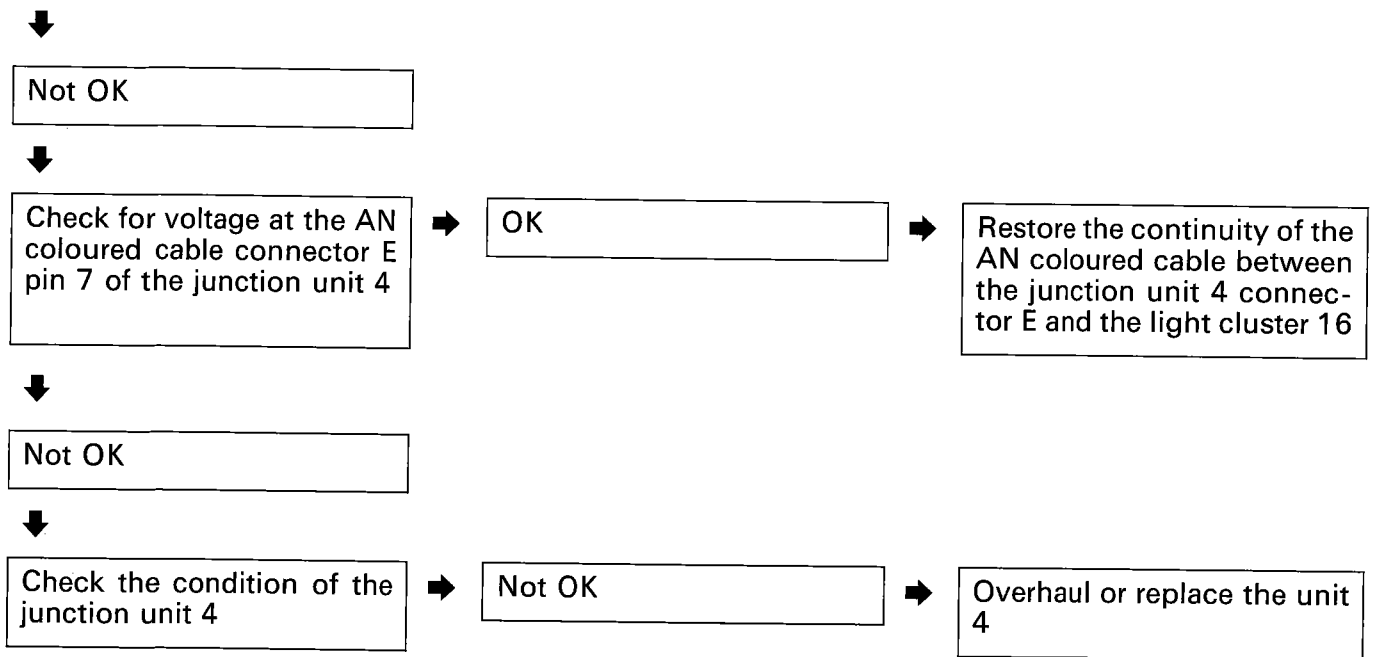 Not OK
Check for voltage at the AN
coloured cable connector E
pin 7 of the junction unit 4
OK
Restore the continuity of the
AN coloured cable between
the junction unit 4 connec-
tor E and the light cluster 16
Not OK
Check the condition of the
junction unit 4
Not OK
Overhaul or replace the unit
4